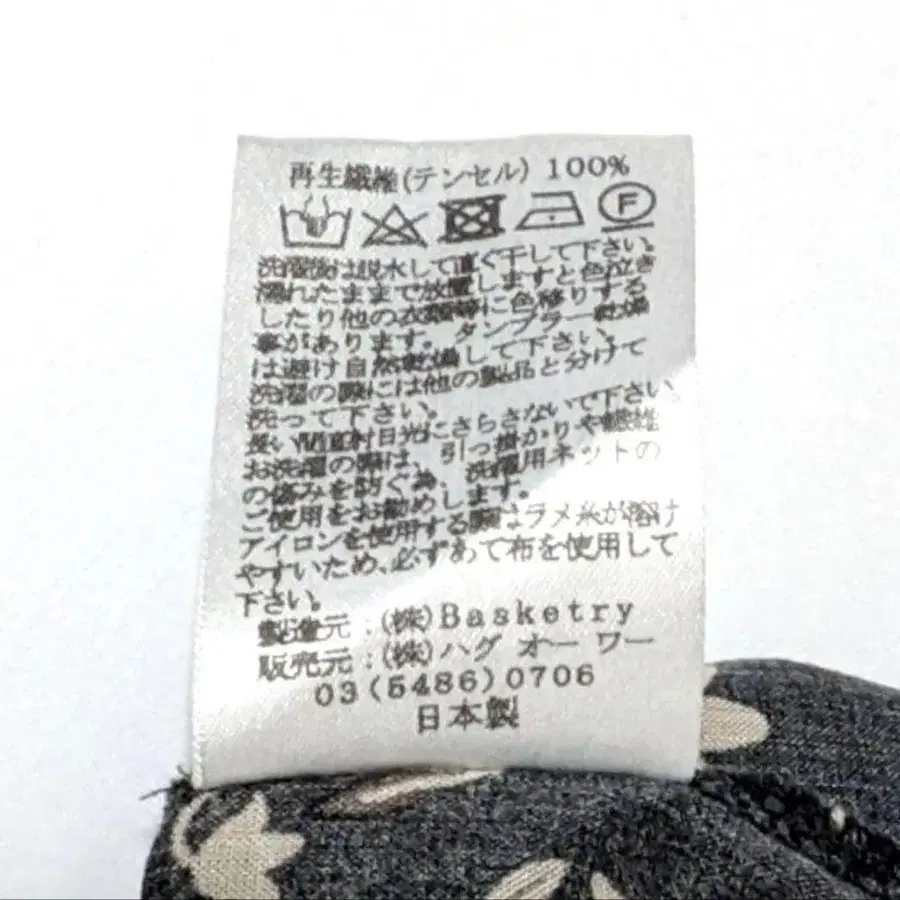 再生繊維(テンセル) 100%
F
洗濯後は脱水して直ぐ干して下さい。
濡れたままで放置しますと色泣き
したり他の衣類等に色移りする
事があります。タンブラー乾燥
は避け自然乾燥して下さい。
洗濯の際には他の製品と分けて
洗って下さい。
長い間直射日光にさらさないで下さい。
お洗濯の際は、引っ掛かりや繊維
の傷みを防ぐ為、洗濯用ネットの
ご使用をお勧めします。
アイロンを使用する際はラメ糸が溶け
やすいため、必ずあて布を使用して
下さい。
製造元:(株)Basketry
販売元:(株)ハグ オー ワー
03(5486)0706
日本製